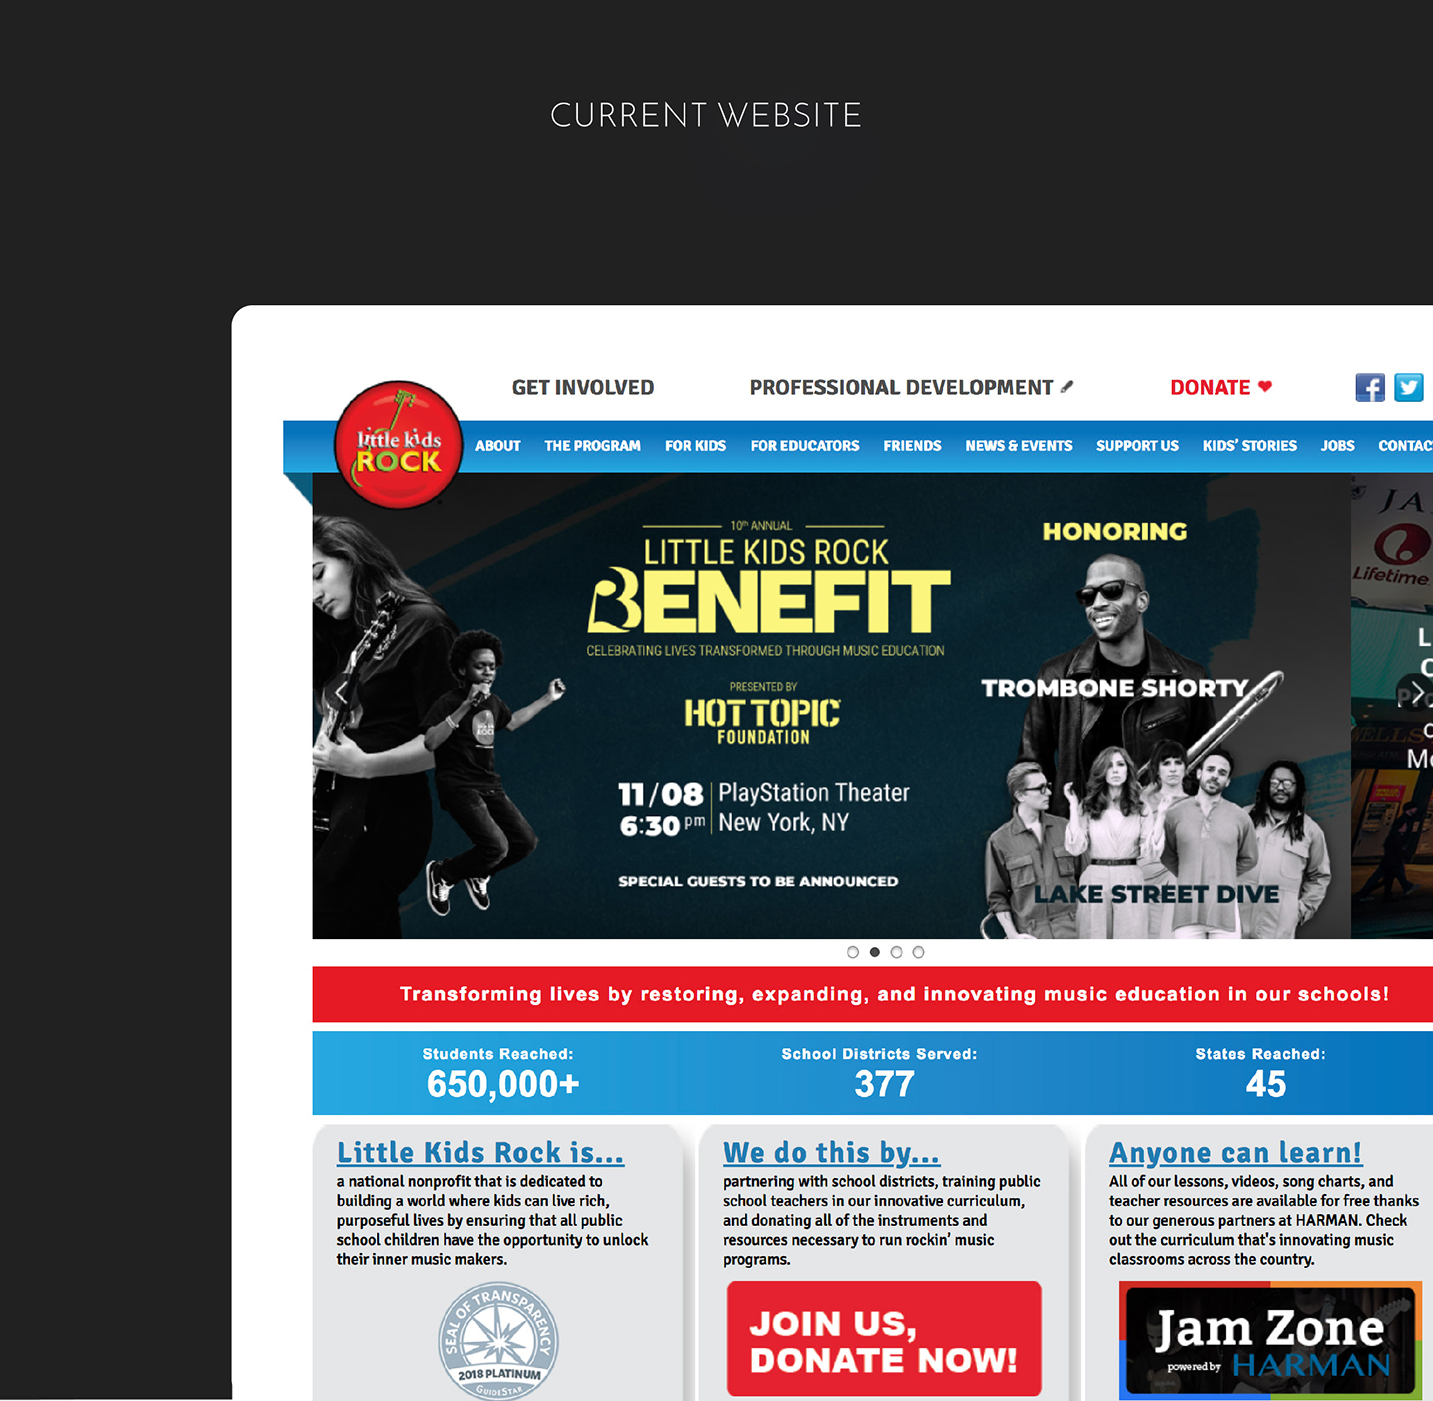 CURRENT WEBSITE
GET INVOLVED
PROFESSIONAL DEVELOPMENT
DONATE
little kids
ROCK
ABOUT
THE PROGRAM
FOR KIDS
FOR EDUCATORS
FRIENDS
NEWS & EVENTS
SUPPORT US
KIDS' STORIES
JOBS
CONTAC
10th ANNUAL
LITTLE KIDS ROCK
BENEFIT
CELEBRATING LIVES TRANSFORMED THROUGH MUSIC EDUCATION
PRESENTED BY
HOT TOPIC
FOUNDATION
11/08 PlayStation Theater
6:30 pm New York, NY
SPECIAL GUESTS TO BE ANNOUNCED
HONORING
TROMBONE SHORTY
LAKE STREET DIVE
JA
Lifetime
L
Pro
Mo
WELLS
Transforming lives by restoring, expanding, and innovating music education in our schools!
Students Reached:
650,000+
School Districts Served:
377
States Reached:
45
Little Kids Rock is...
a national nonprofit that is dedicated to
building a world where kids can live rich,
purposeful lives by ensuring that all public
school children have the opportunity to unlock
their inner music makers.
SEAL OF TRANSPARENCY
2018 PLATINUM
GUIDESTAR
We do this by...
partnering with school districts, training public
school teachers in our innovative curriculum,
and donating all of the instruments and
resources necessary to run rockin' music
programs.
JOIN US,
DONATE NOW!
Anyone can learn!
All of our lessons, videos, song charts, and
teacher resources are available for free thanks
to our generous partners at HARMAN. Check
out the curriculum that's innovating music
classrooms across the country.
Jam Zone
powered by HARMAN